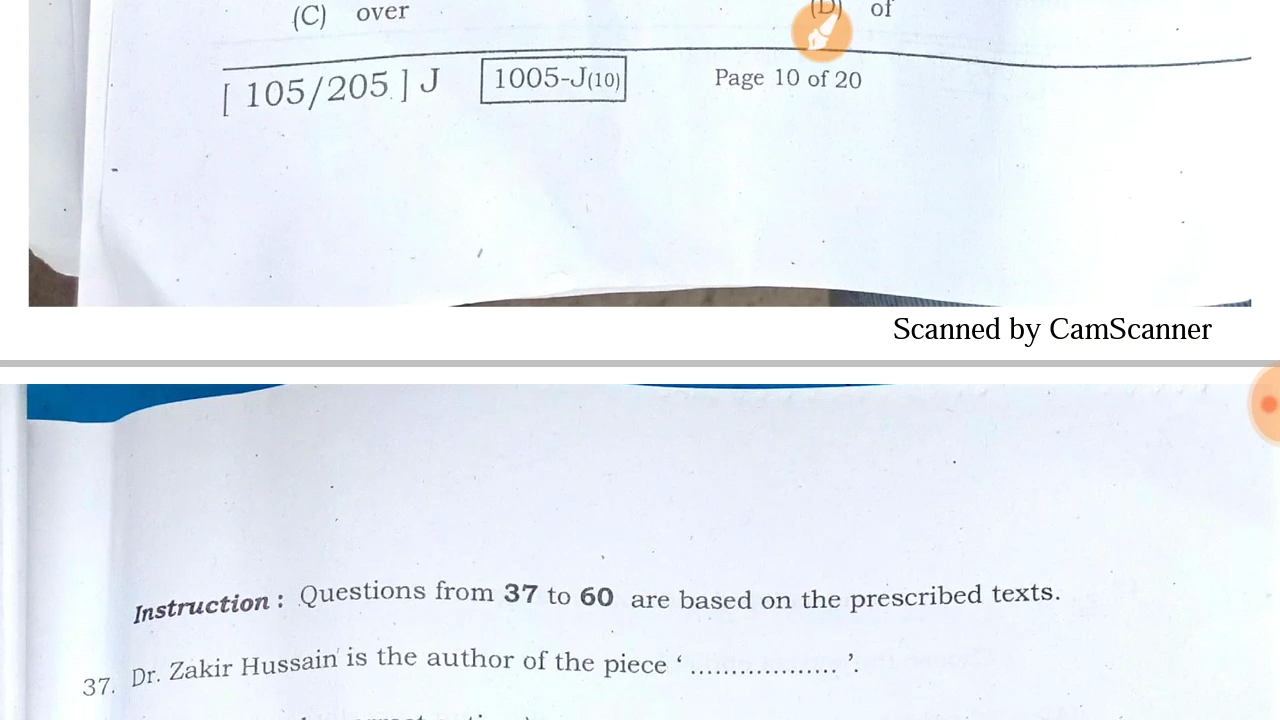 (C) over (D) of
[ 105/205 ] J 1005-J(10) Page 10 of 20
Scanned by CamScanner
Instruction : Questions from 37 to 60 are based on the prescribed texts.
37. Dr. Zakir Hussain is the author of the piece ‘ ................... ’.